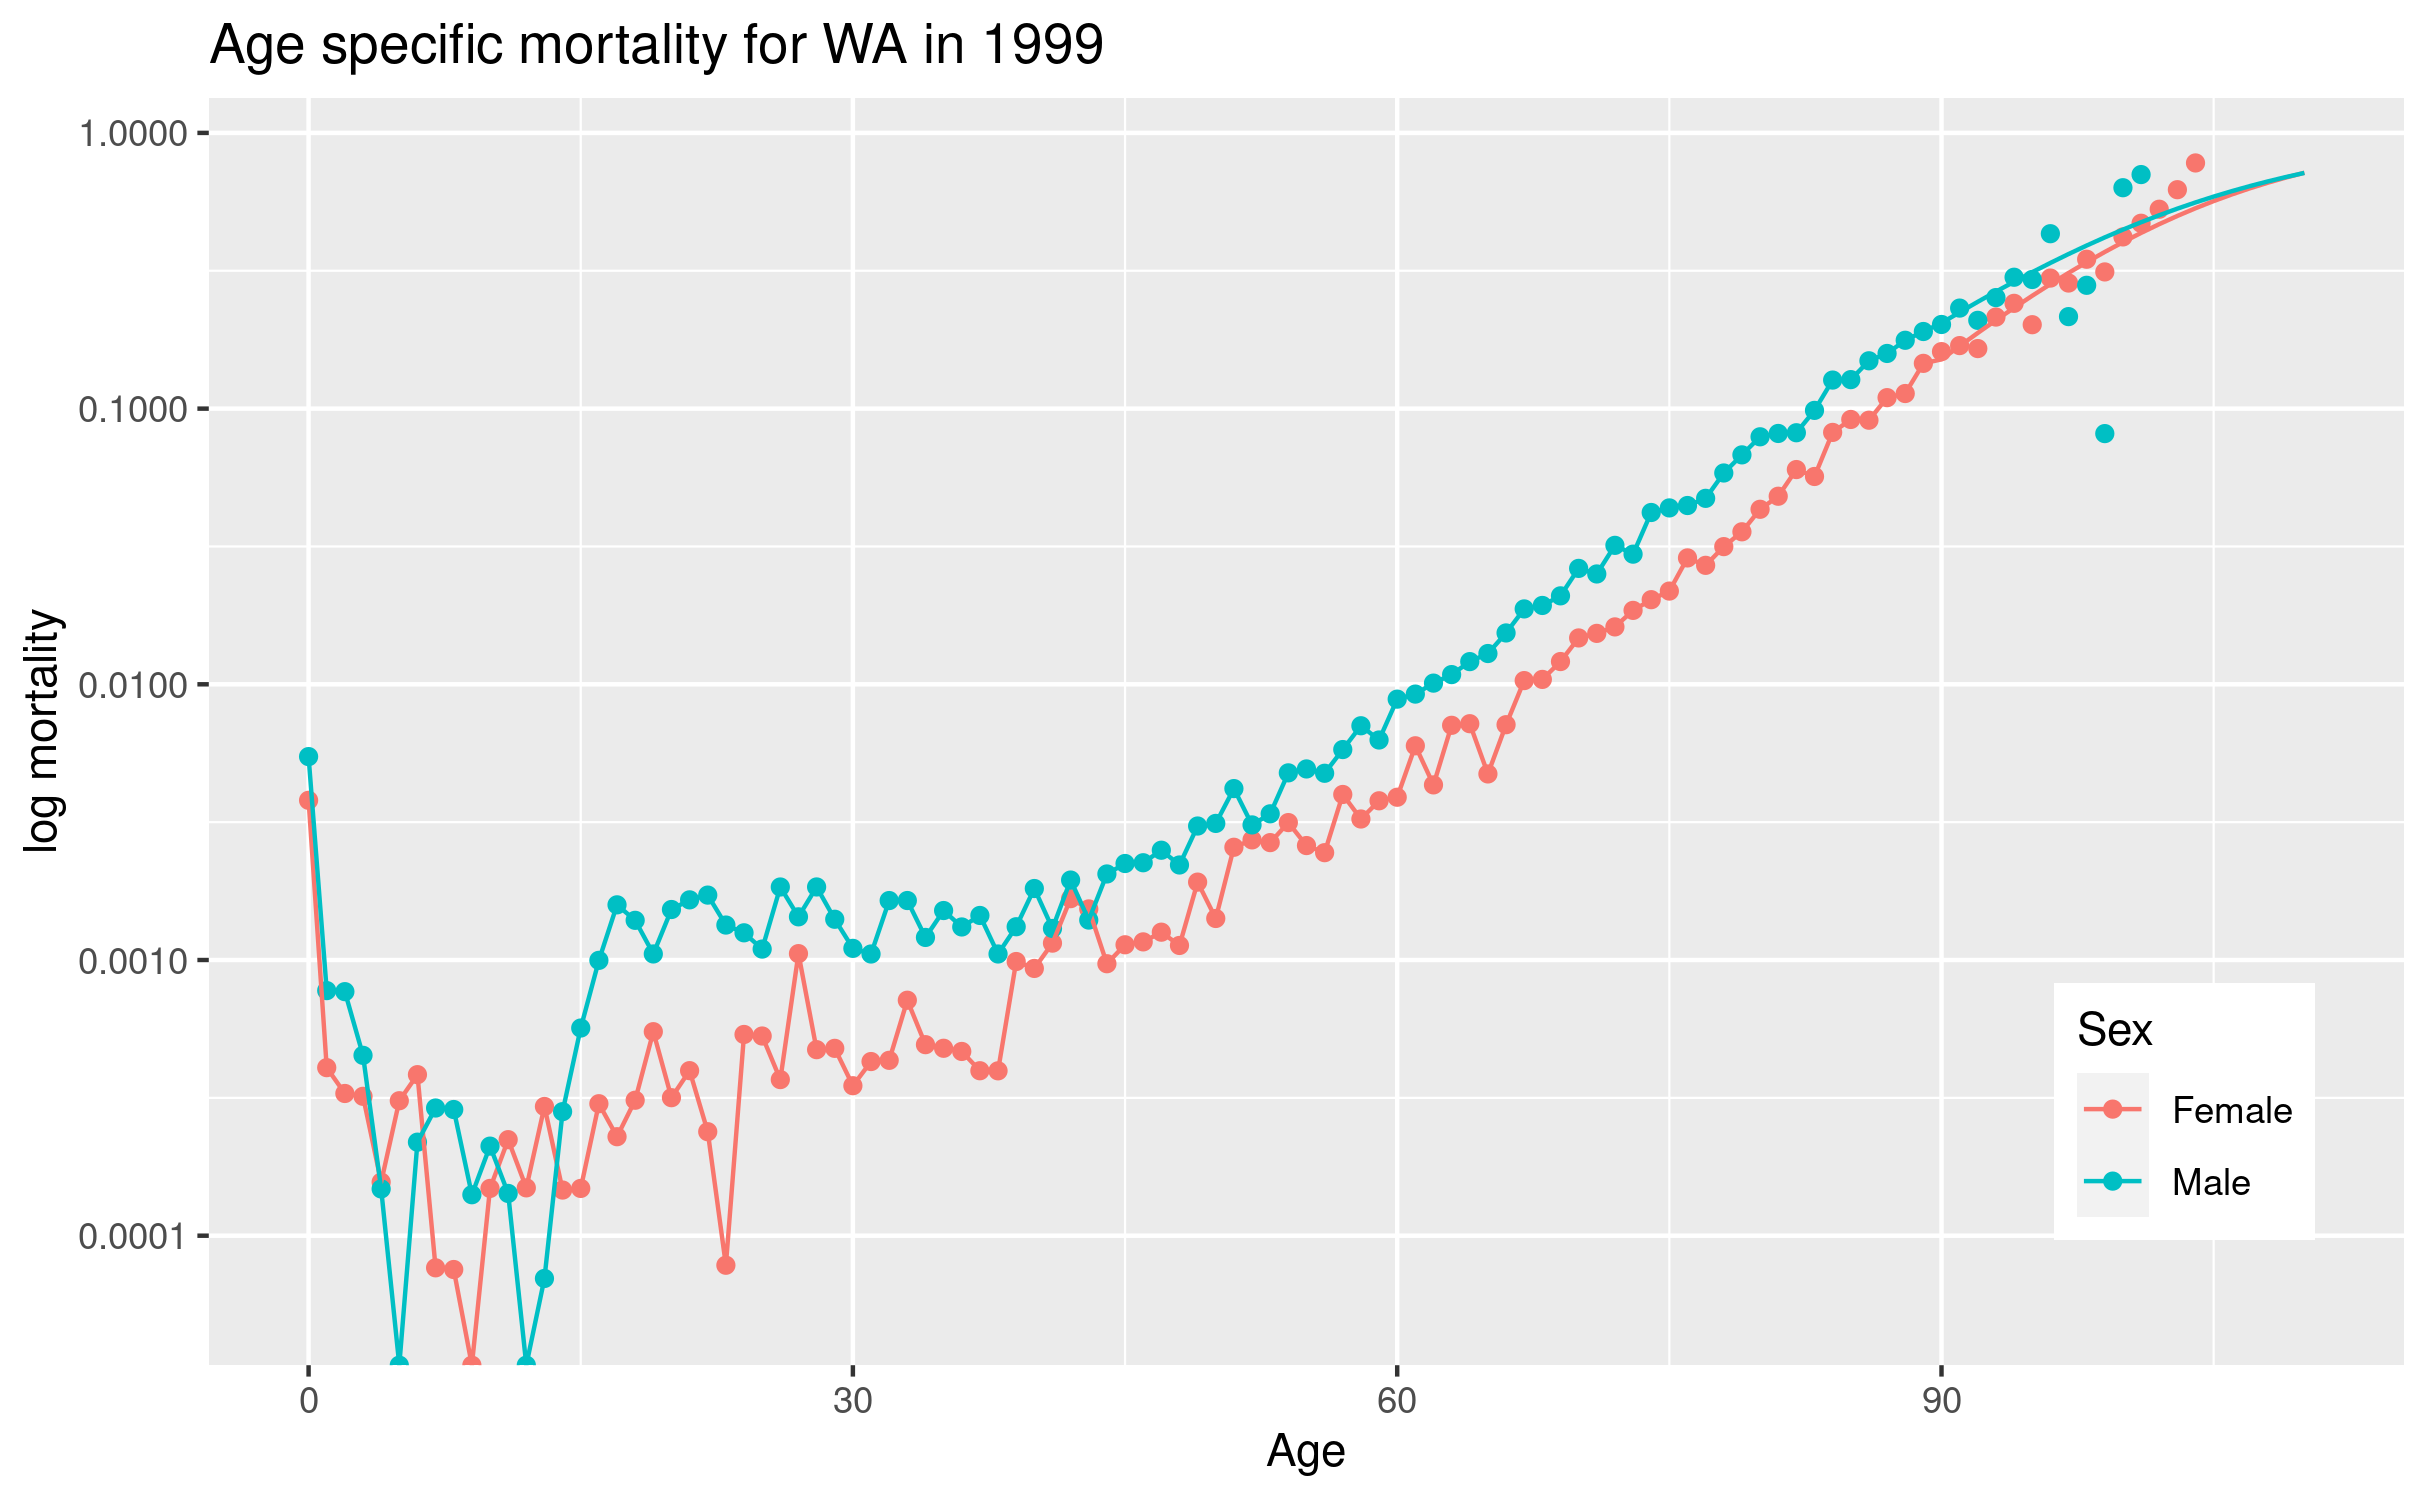 Age specific mortality for WA in 1999
1.0000
0.1000
0.0100
0.0010
0.0001
log mortality
0
30
60
90
Age
Sex
Female
Male